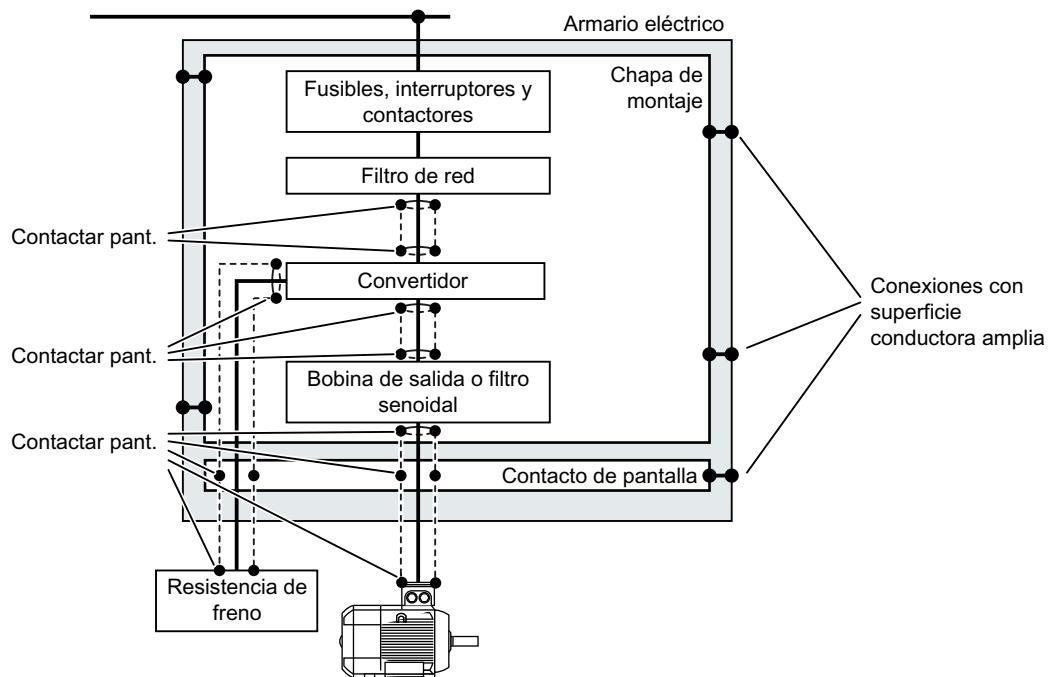 Armario eléctrico
Chapa de
montaje
Fusibles, interruptores y
contactores
Filtro de red
Contactar pant.
Convertidor
Conexiones con
superficie
conductora amplia
Contactar pant.
Bobina de salida o filtro
senoidal
Contactar pant.
Contacto de pantalla
Resistencia de
freno